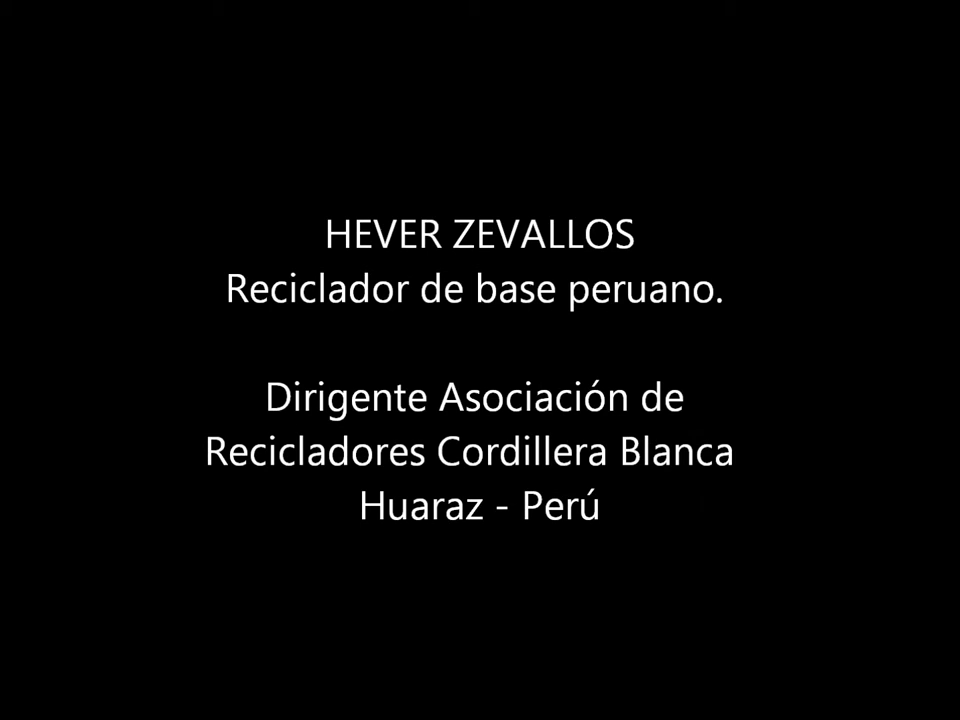 HEVER ZEVALLOS
Reciclador de base peruano.
Dirigente Asociación de
Recicladores Cordillera Blanca
Huaraz - Perú